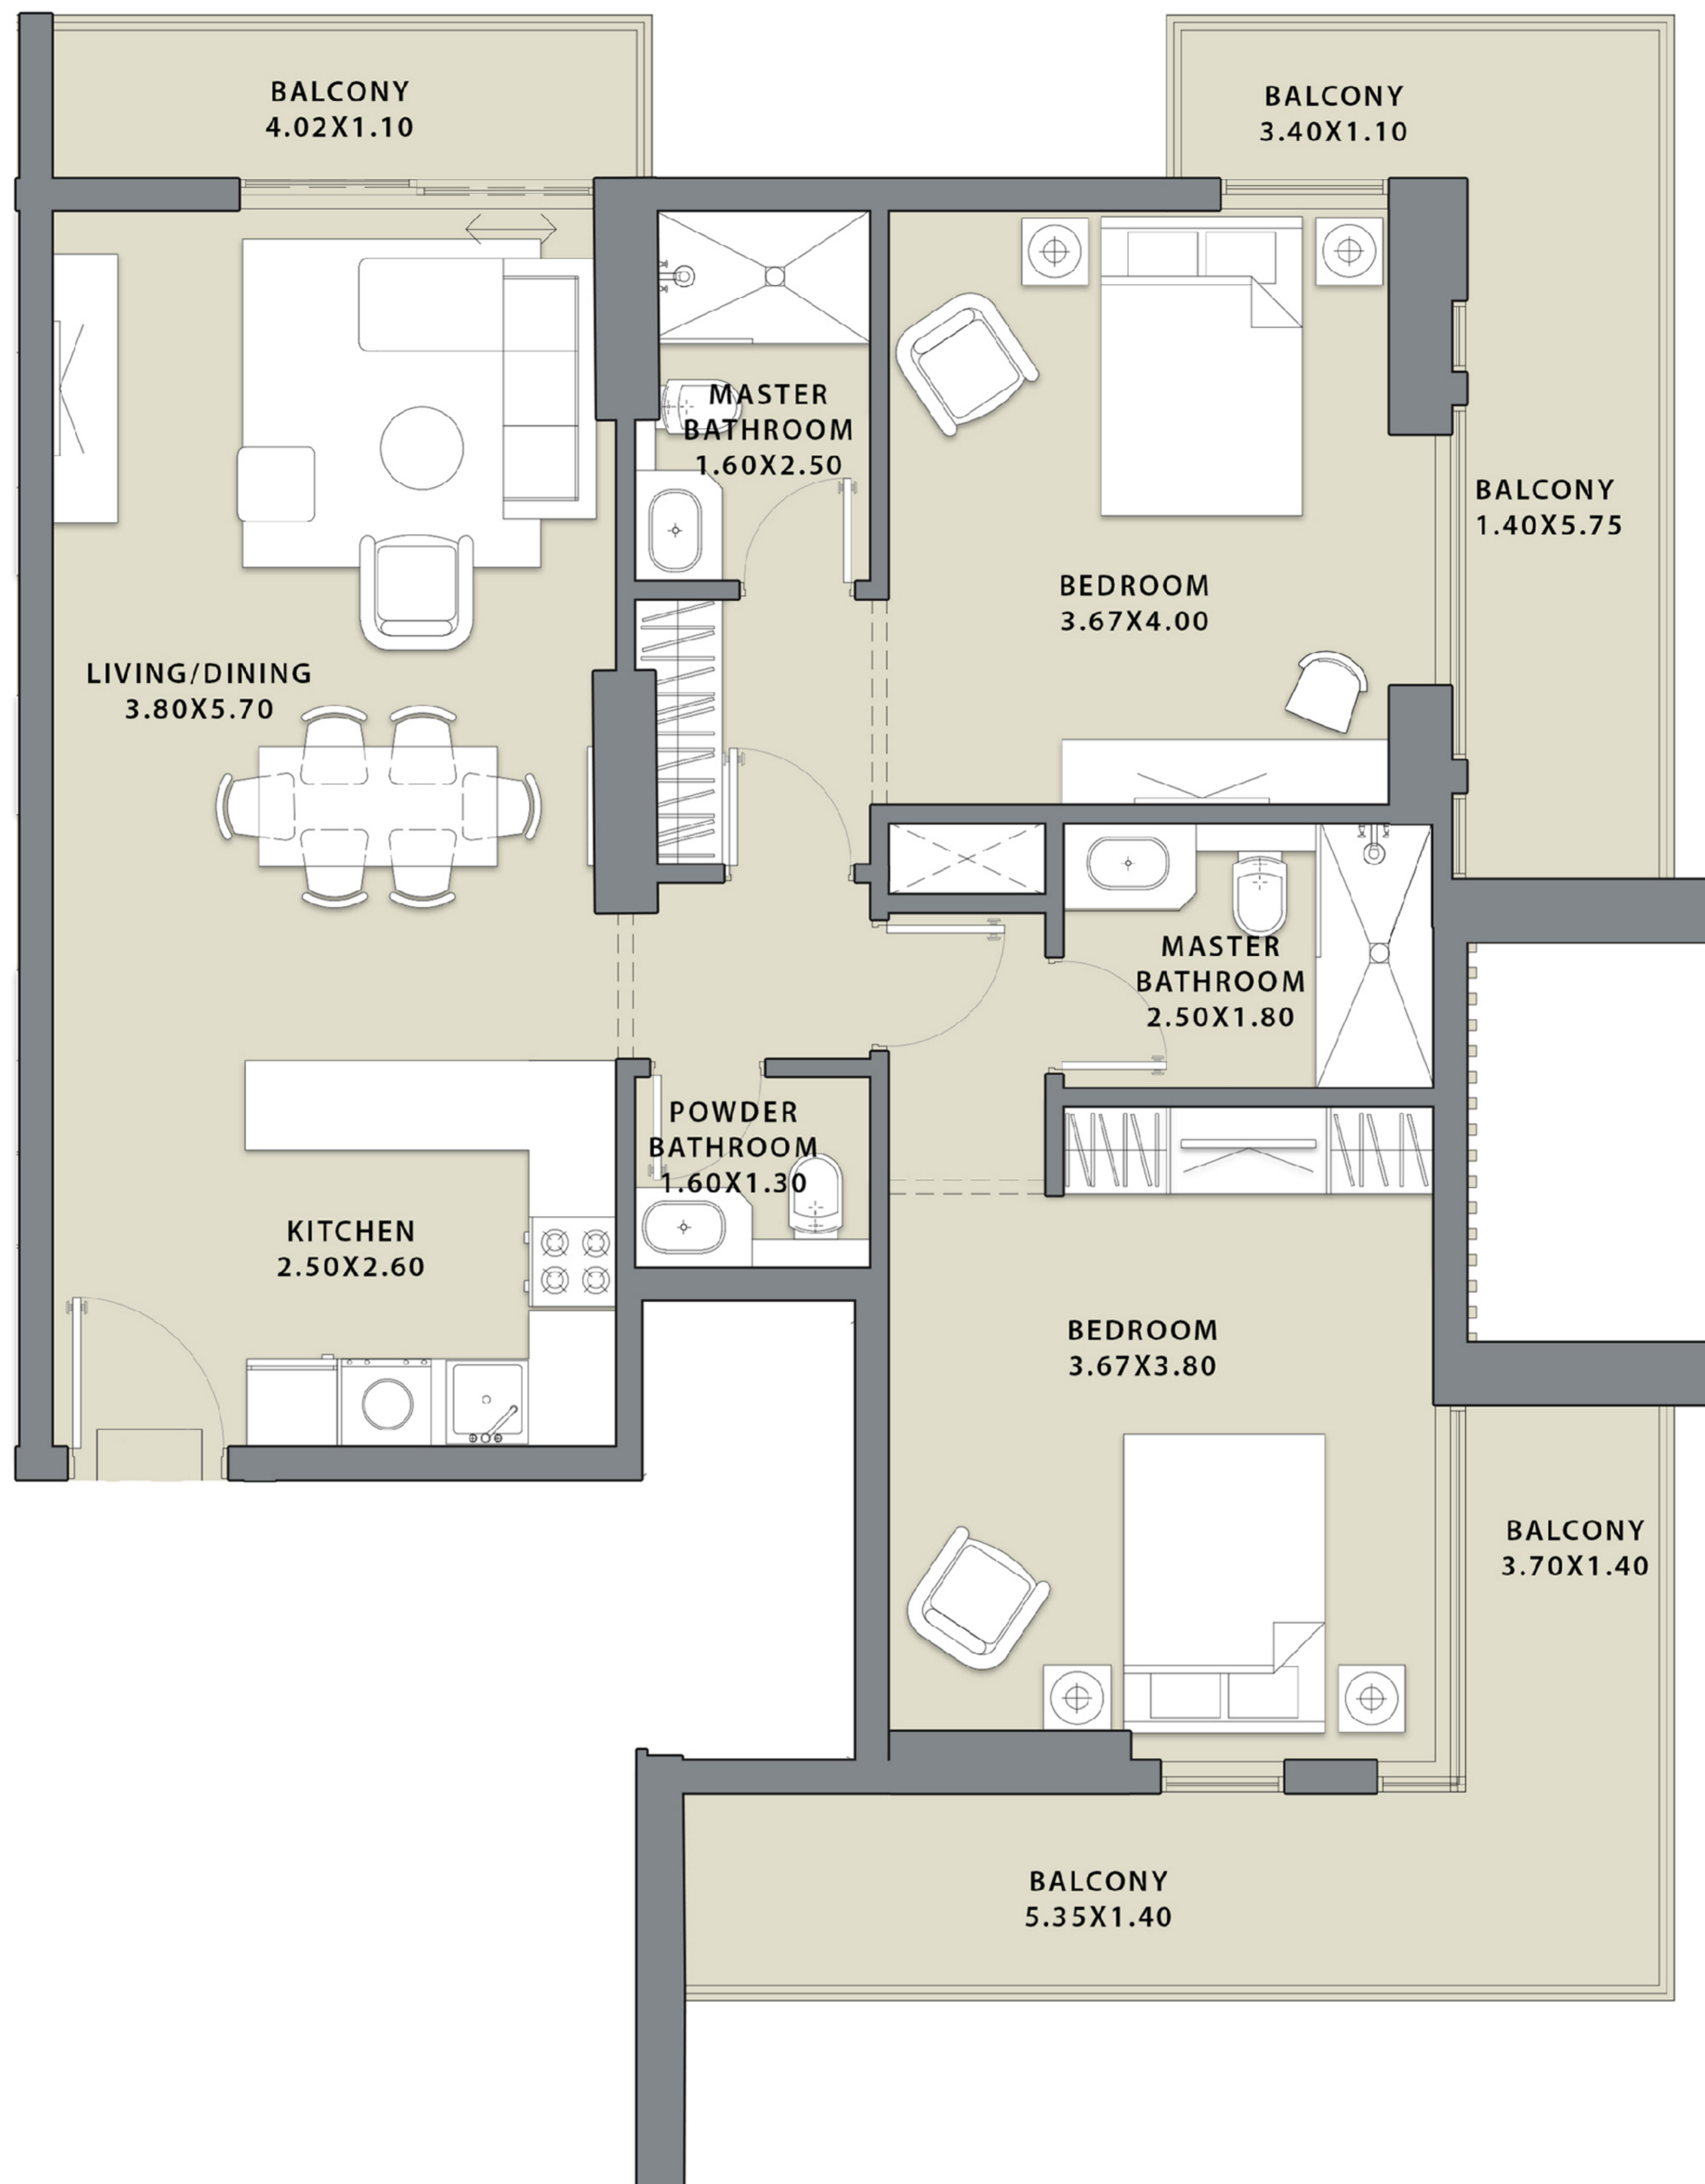 BALCONY
4.02X1.10
BALCONY
3.40X1.10
MASTER
BATHROOM
1.60X2.50
BALCONY
1.40X5.75
BEDROOM
3.67X4.00
LIVING/DINING
3.80X5.70
MASTER
BATHROOM
2.50X1.80
POWDER
BATHROOM
1.60X1.30
KITCHEN
2.50X2.60
BEDROOM
3.67X3.80
BALCONY
3.70X1.40
BALCONY
5.35X1.40